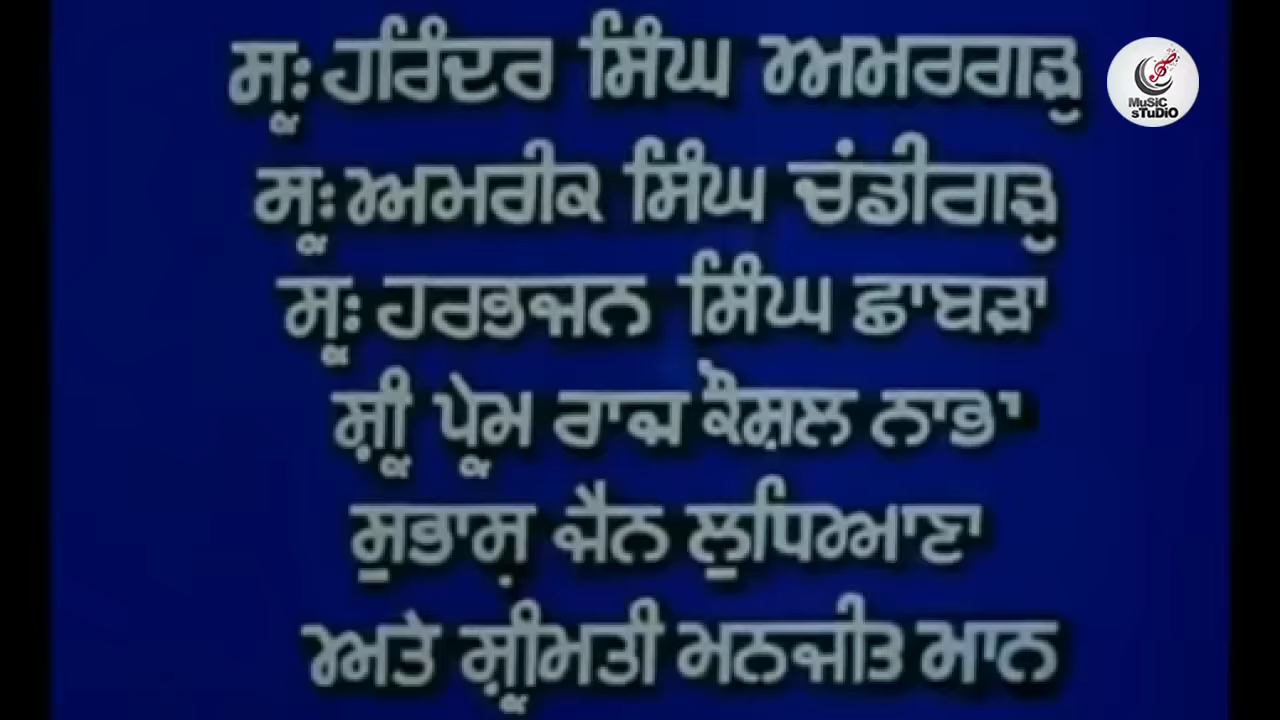 ਸ੍ਰ: ਹਰਿੰਦਰ ਸਿੰਘ ਅਮਰਗੜ੍ਹ
MuSiC
sTuDiO
ਸ੍ਰ: ਅਮਰੀਕ ਸਿੰਘ ਚੰਡੀਗੜ੍ਹ
ਸ੍ਰ: ਹਰਭਜਨ ਸਿੰਘ ਛਾਬੜਾ
ਸ਼੍ਰੀ ਪ੍ਰੇਮ ਰਾਜ ਕੌਸ਼ਲ ਨਾਭਾ
ਸੁਭਾਸ਼ ਜੈਨ ਲੁਧਿਆਣਾ
ਅਤੇ ਸ਼੍ਰੀਮਤੀ ਮਨਜੀਤ ਮਾਨ